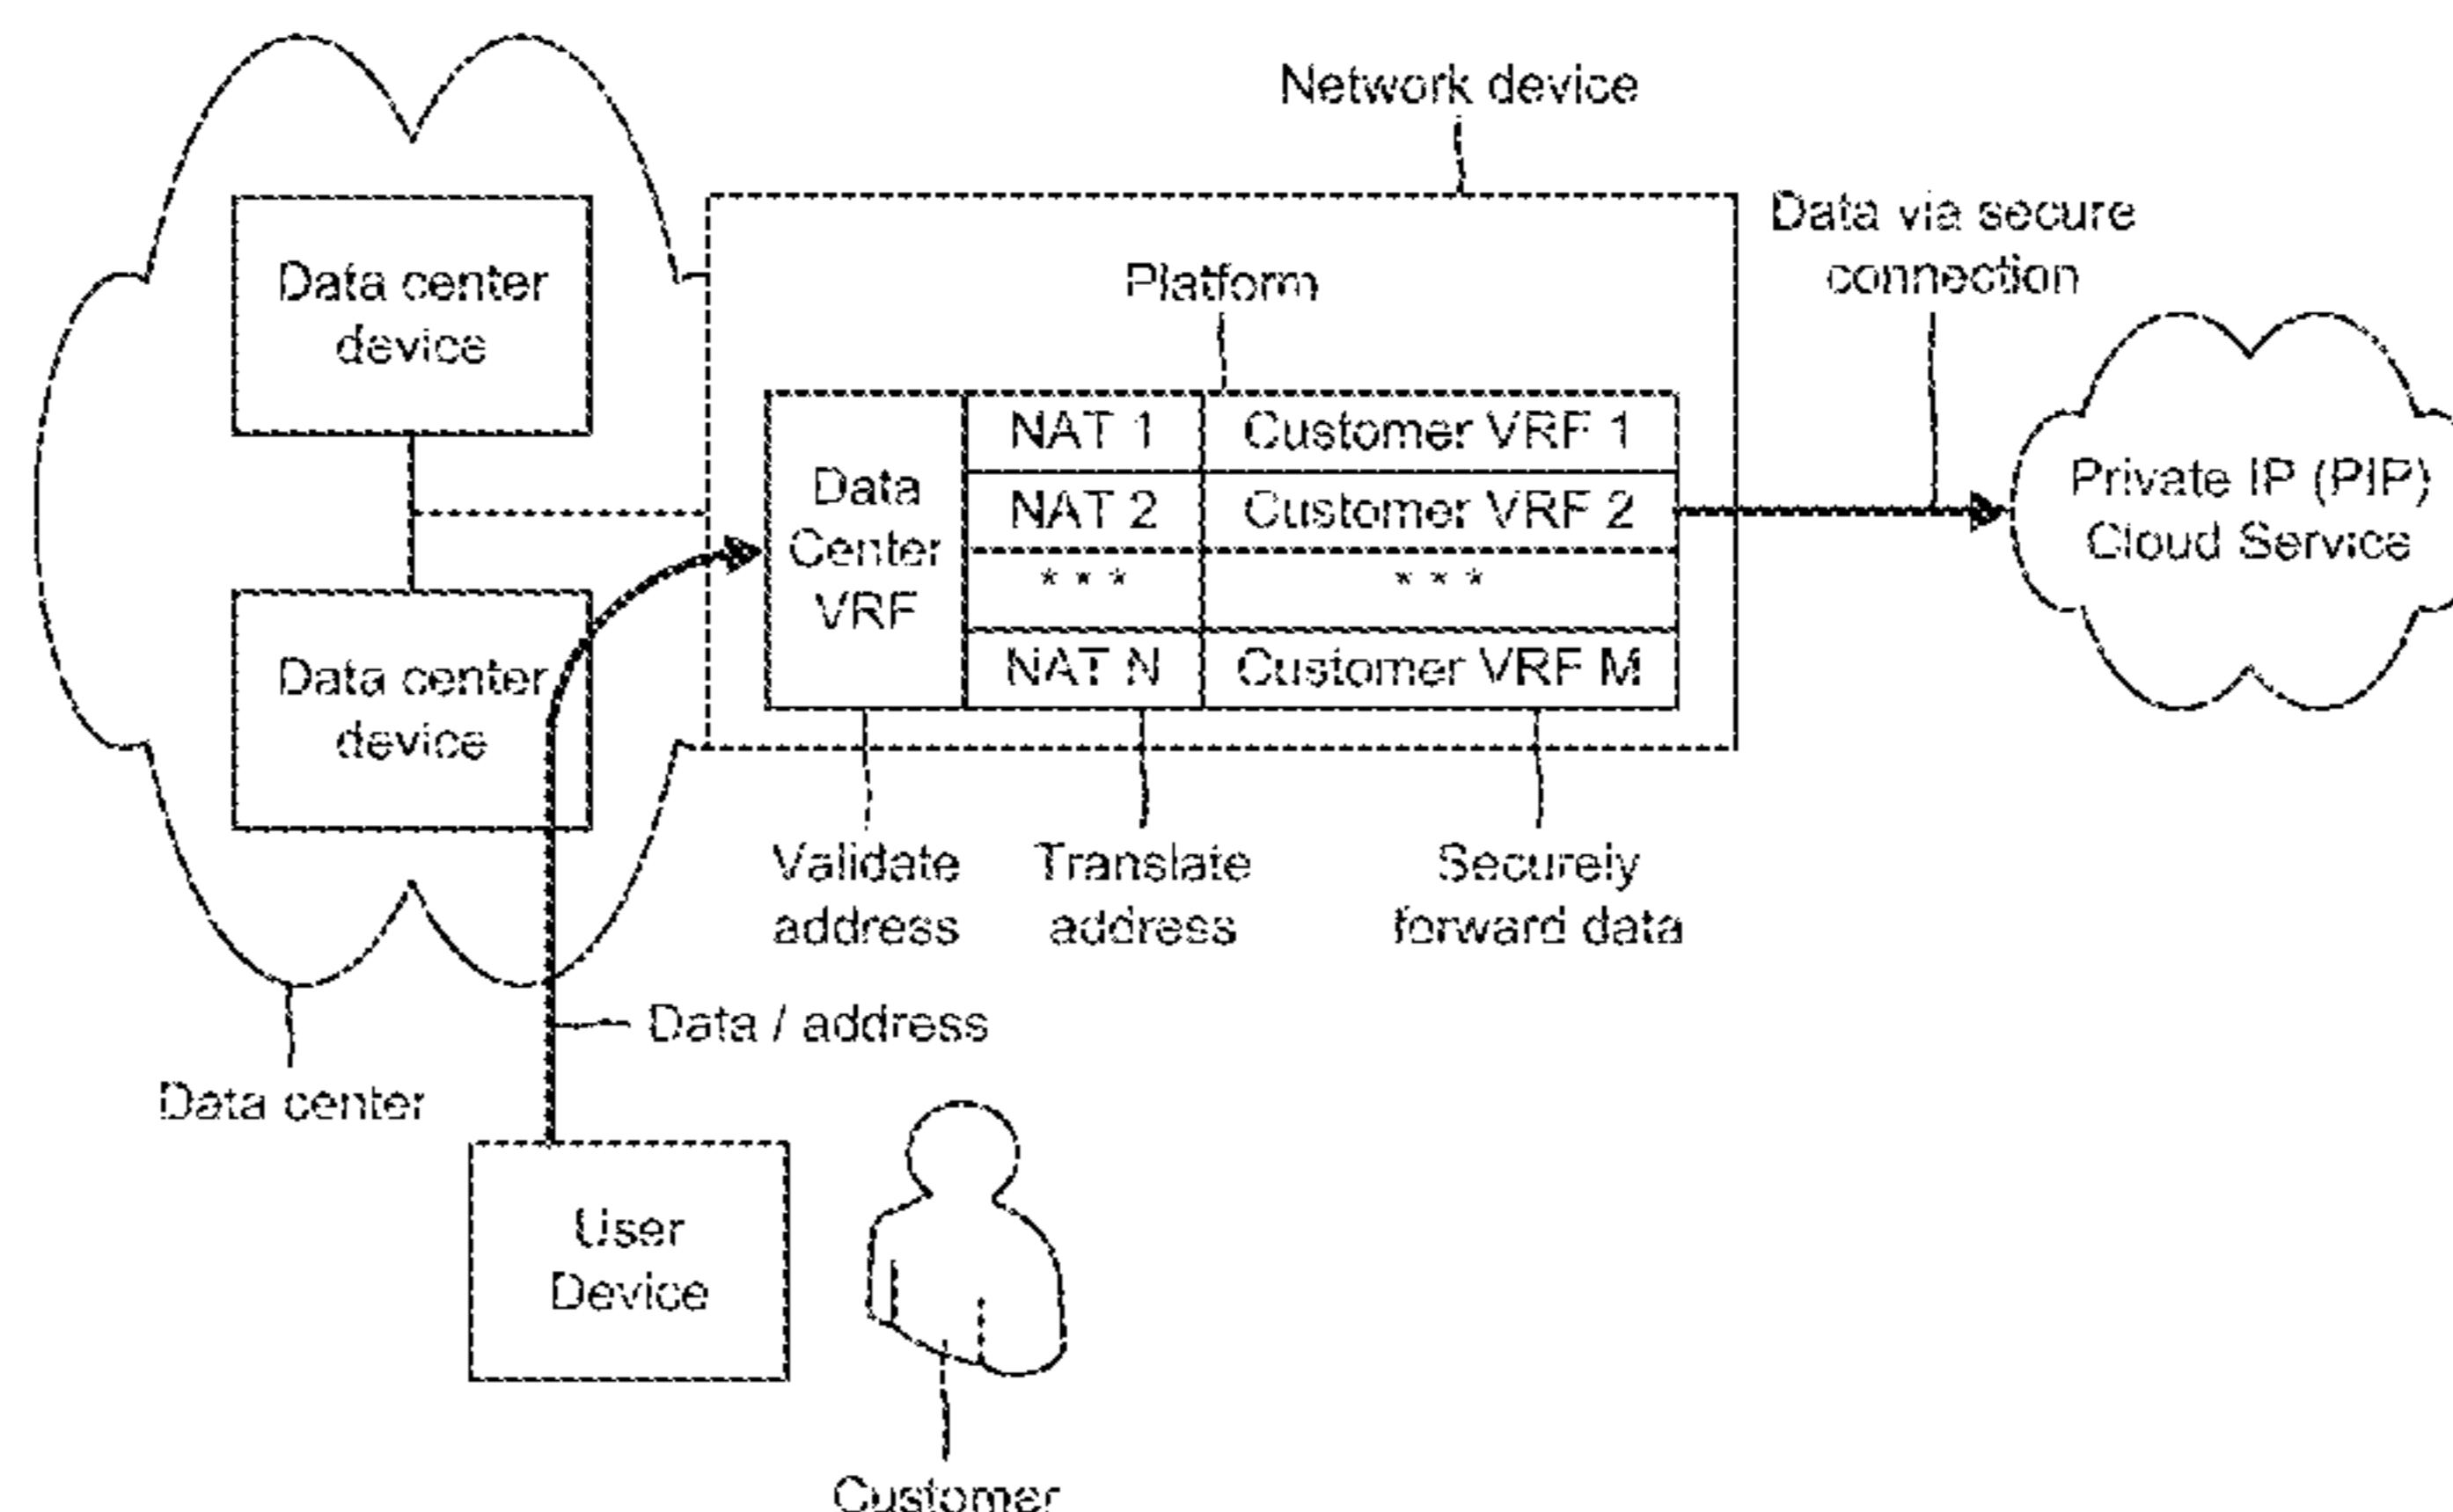 Network device
Data via secure
connection
Data center
device
Platform
Data
Center
VRF
NAT 1
Customer VRF 1
NAT 2
Customer VRF 2
* * *
* * *
NAT N
Customer VRF M
Private IP (PIP)
Cloud Service
Data center
device
Validate
address
Translate
address
Securely
forward data
Data / address
Data center
User
Device
Customer